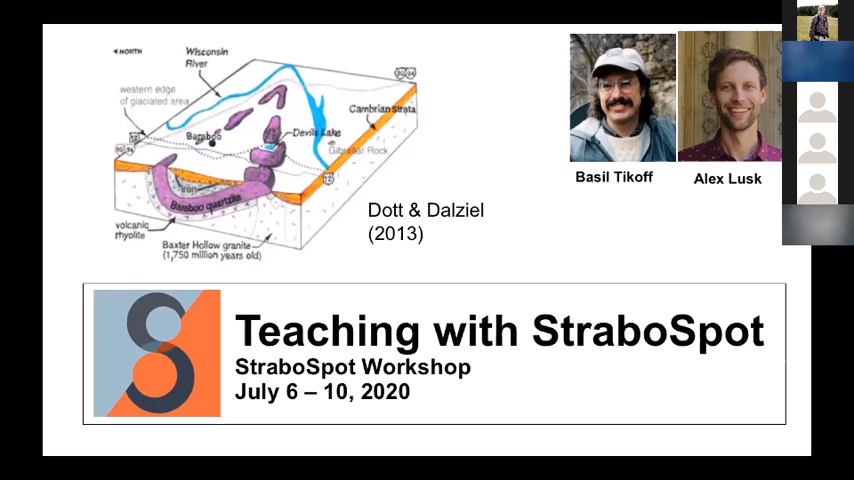 NORTH
Wisconsin
River
western edge
of glaciated area
Cambrian strata
Baraboo
Devils Lake
Gibraltar Rock
12
iron
Baraboo quartzite
volcanic
rhyolite
Baxter Hollow granite
(1,750 million years old)
Dott & Dalziel
(2013)
Basil Tikoff
Alex Lusk
Teaching with StraboSpot
StraboSpot Workshop
July 6 – 10, 2020